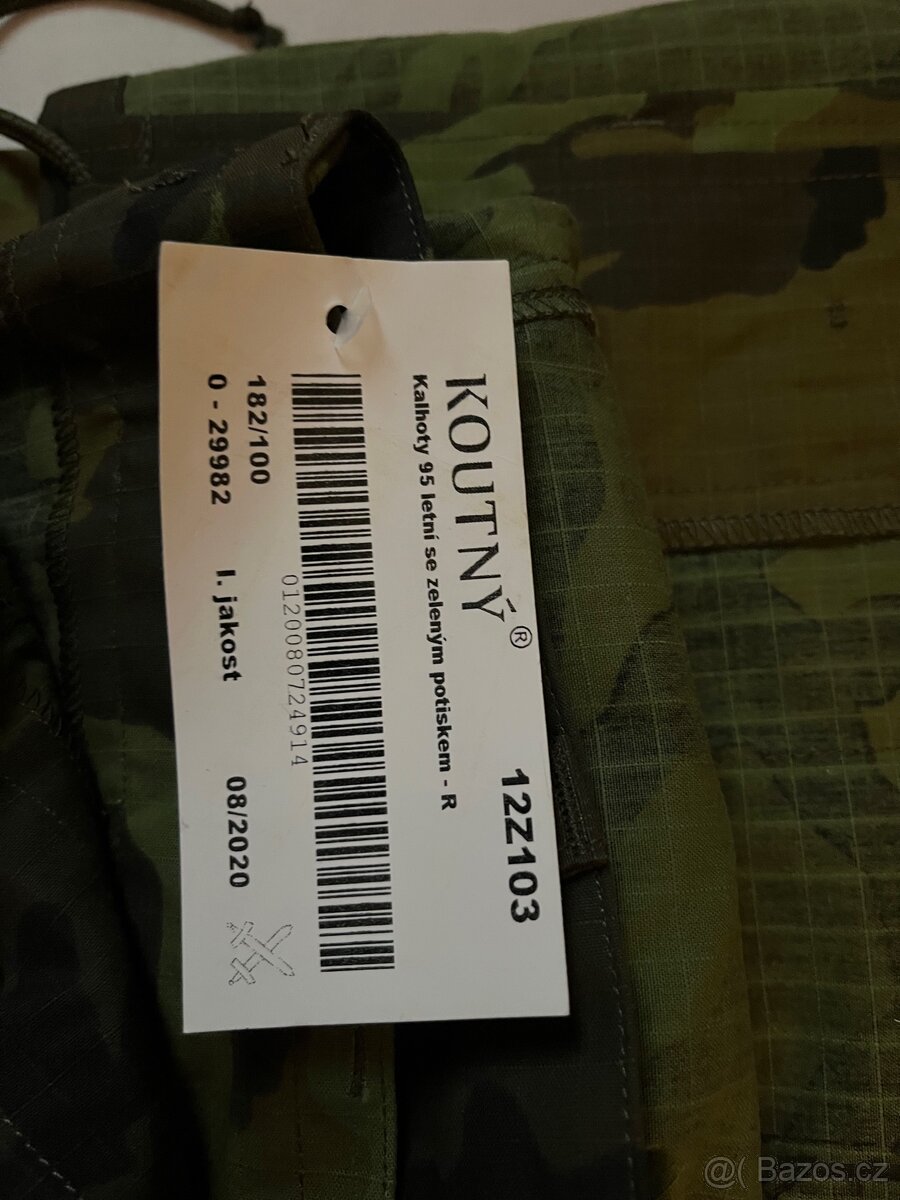 KOUTNÝ®
12Z103
Kalhoty 95 letní se zeleným potiskem - R
0120080724914
182/100
0 - 29982 I. jakost 08/2020
@( Bazos.cz